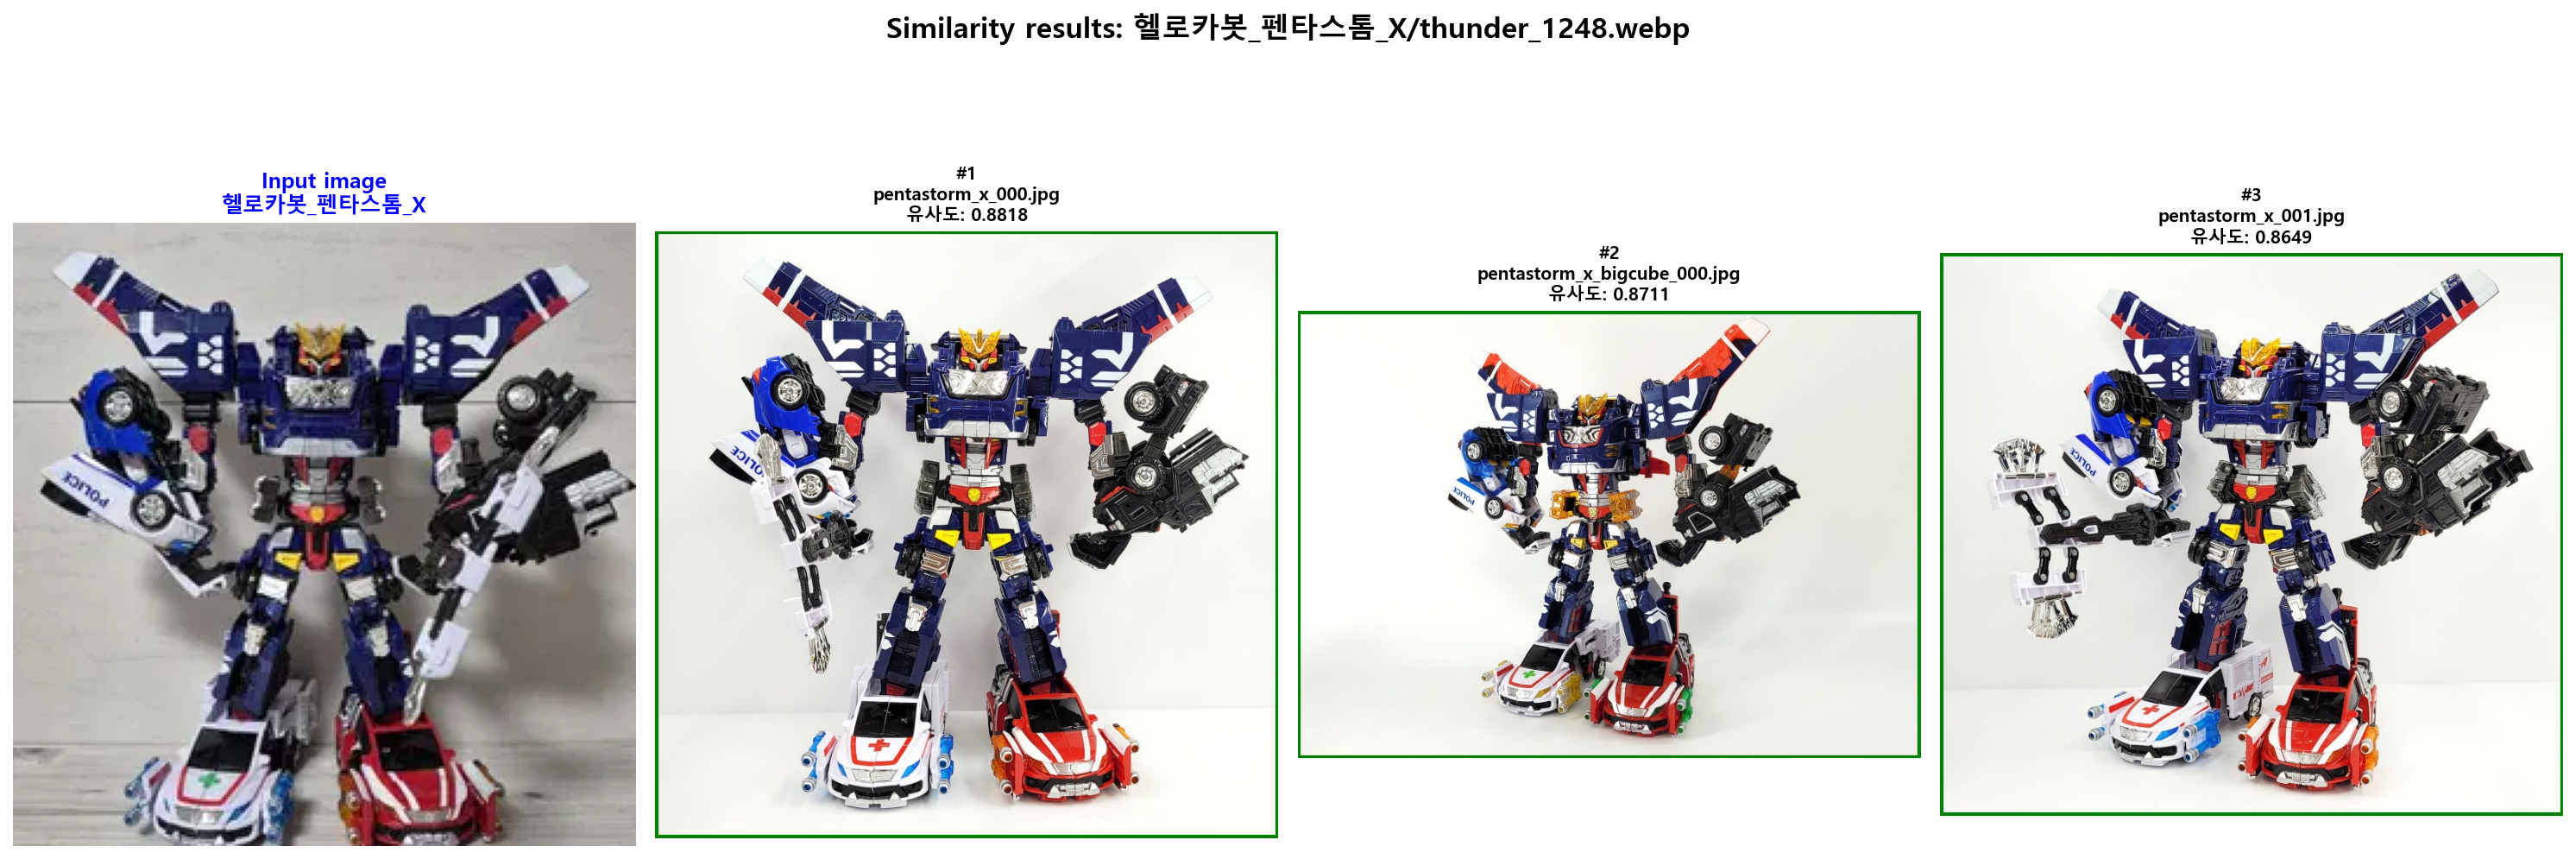 Similarity results: 헬로카봇_펜타스톰_X/thunder_1248.webp
Input image
헬로카봇_펜타스톰_X
POLICE
#1
pentastorm_x_000.jpg
유사도: 0.8818
POLICE
#2
pentastorm_x_bigcube_000.jpg
유사도: 0.8711
POLICE
#3
pentastorm_x_001.jpg
유사도: 0.8649
POLICE